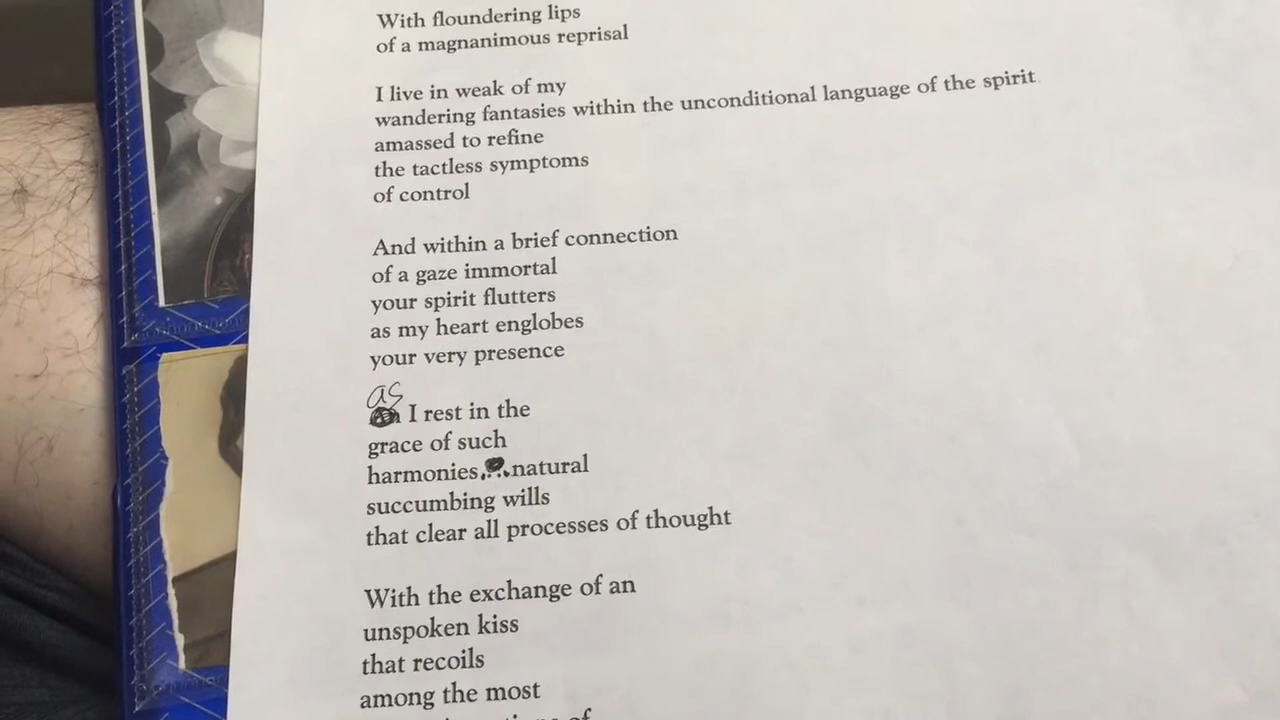 With floundering lips
of a magnanimous reprisal
I live in weak of my
wandering fantasies within the unconditional language of the spirit
amassed to refine
the tactless symptoms
of control
And within a brief connection
of a gaze immortal
your spirit flutters
as my heart englobes
your very presence
as
I rest in the
grace of such
harmonies, natural
succumbing wills
that clear all processes of thought
With the exchange of an
unspoken kiss
that recoils
among the most
of